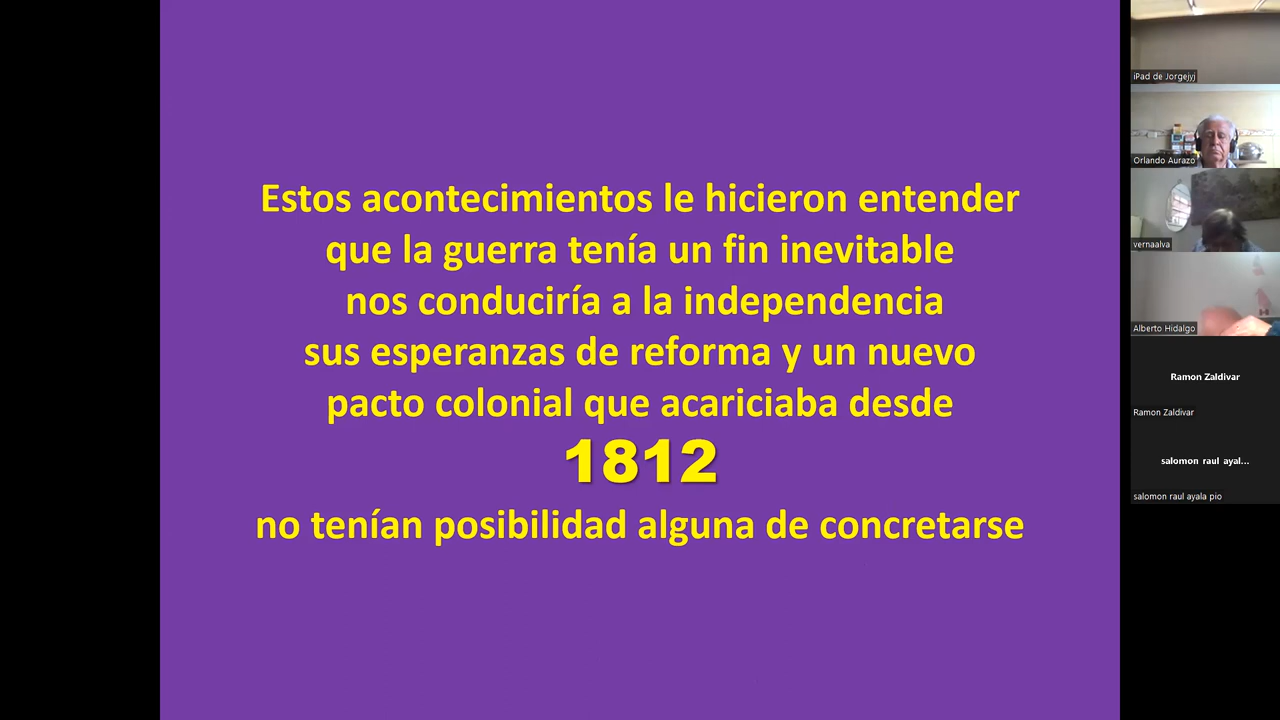 Estos acontecimientos le hicieron entender
que la guerra tenía un fin inevitable
nos conduciría a la independencia
sus esperanzas de reforma y un nuevo
pacto colonial que acariciaba desde
1812
no tenían posibilidad alguna de concretarse
iPad de Jorgejyj
Orlando Aurazo
vernaalva
Alberto Hidalgo
Ramon Zaldivar
Ramon Zaldivar
salomon raul ayal...
salomon raul ayala pio